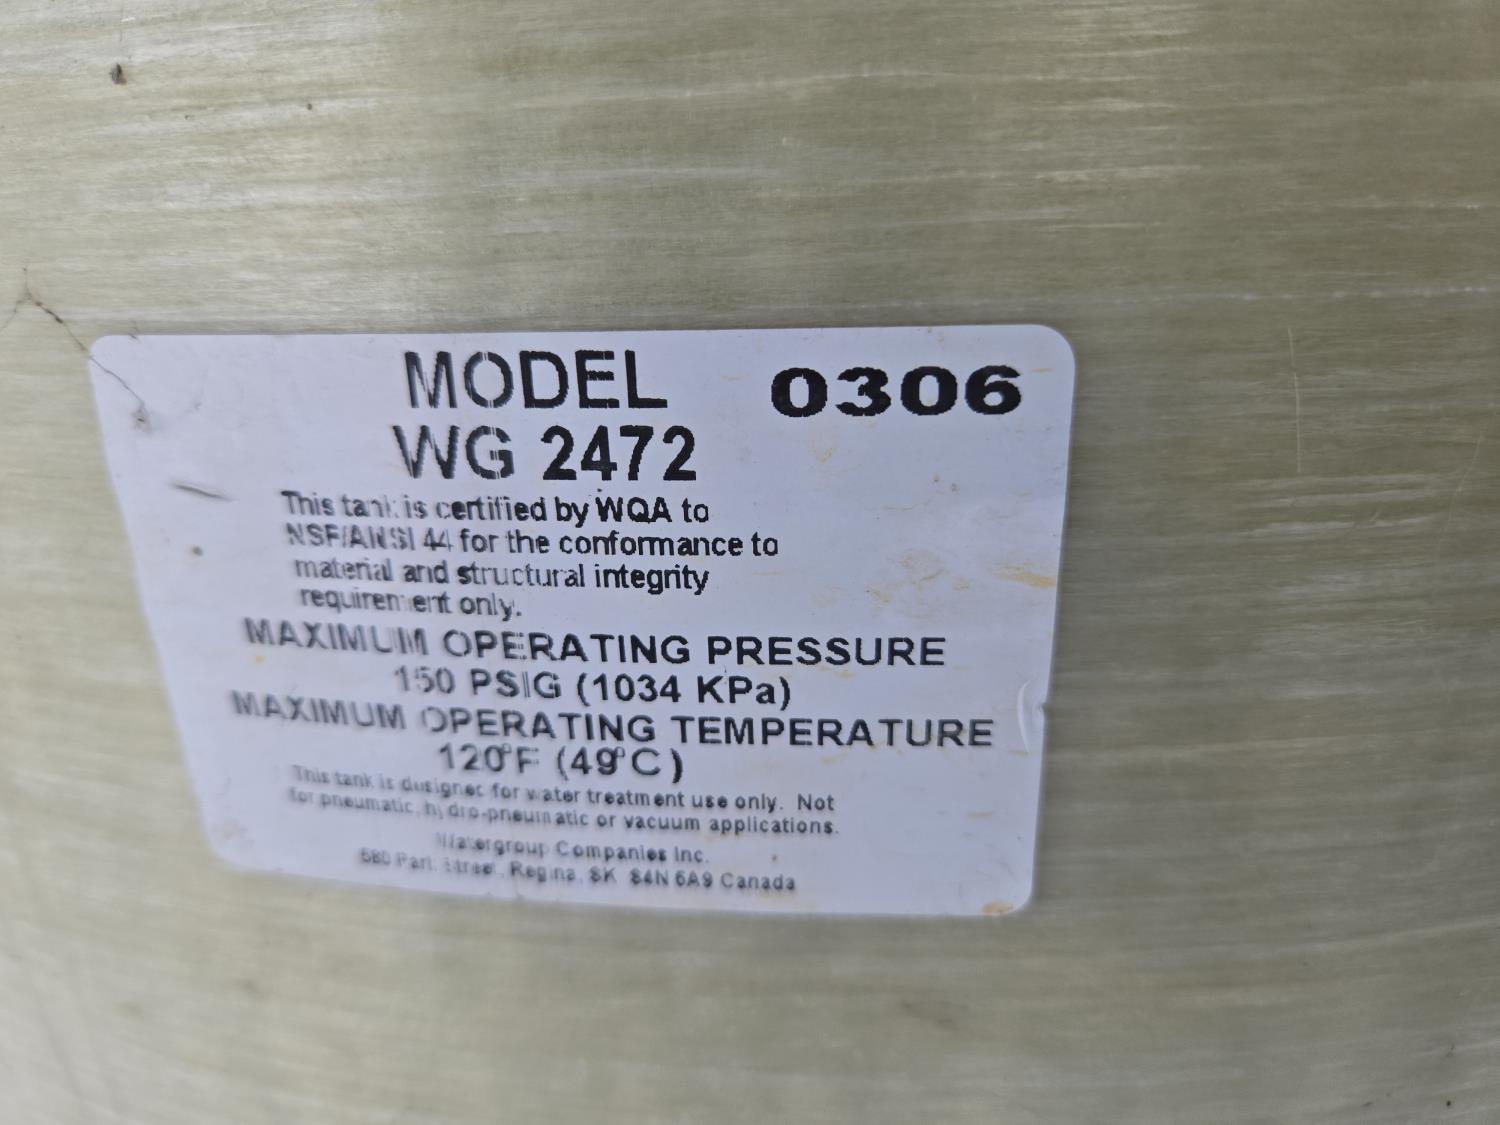 MODEL 0306
WG 2472
This tank is certified by WQA to
NSF/ANSI 44 for the conformance to
material and structural integrity
requirement only.
MAXIMUM OPERATING PRESSURE
150 PSIG (1034 KPa)
MAXIMUM OPERATING TEMPERATURE
120°F (49°C)
This tank is designed for water treatment use only. Not
for pneumatic, hydro-pneumatic or vacuum applications.
Watergroup Companies Inc.
580 Park Street, Regina, SK S4N 6A9 Canada